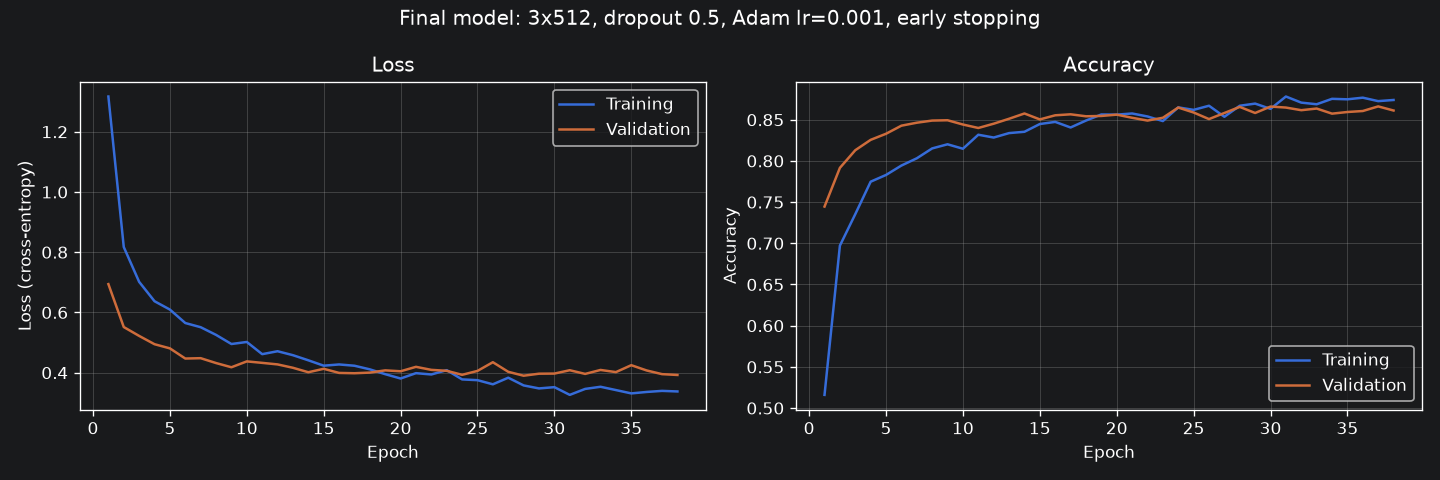 Final model: 3x512, dropout 0.5, Adam lr=0.001, early stopping
Loss
Training
Validation
Loss (cross-entropy)
1.2
1.0
0.8
0.6
0.4
0 5 10 15 20 25 30 35
Epoch
Accuracy
Accuracy
0.85
0.80
0.75
0.70
0.65
0.60
0.55
0.50
Training
Validation
0 5 10 15 20 25 30 35
Epoch